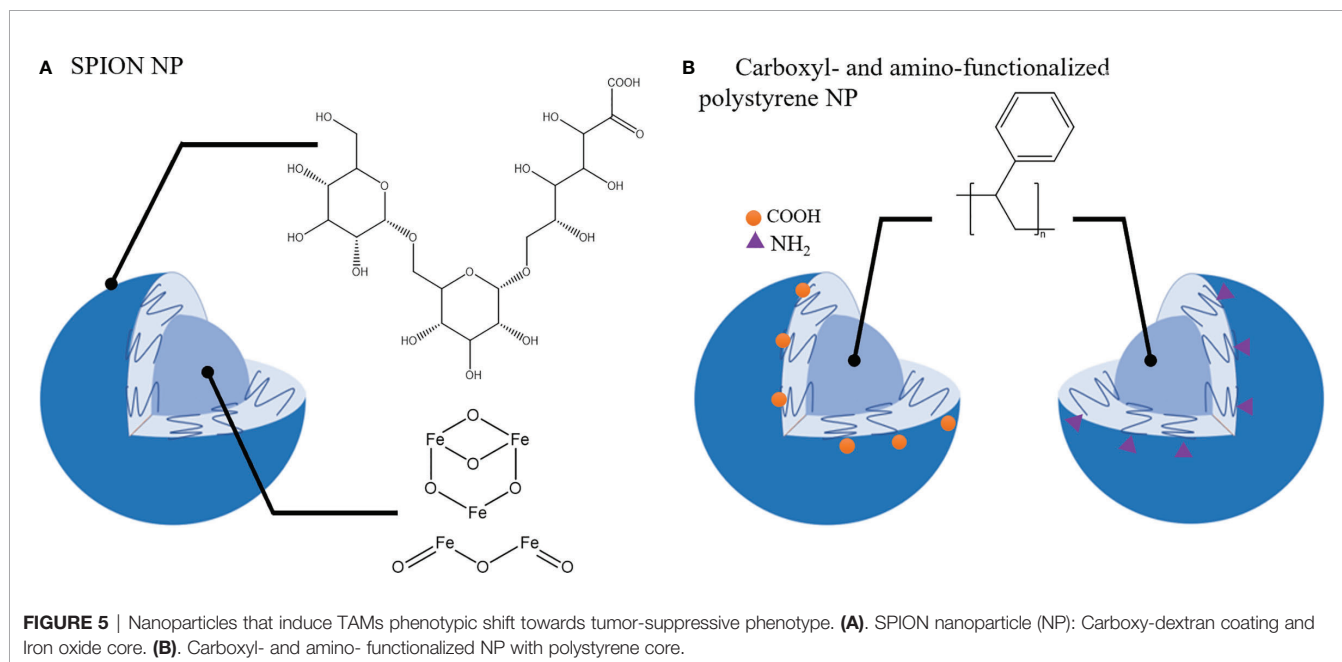 A SPION NP
COOH
HO
O
HO
HO
HO
OH
HO
O
HO
OH
HO
O
OH
OH
O
O
O
HO
OH
OH
O
Fe
Fe
O
O
O
Fe
Fe
Fe
O
O
O
B Carboxyl- and amino-functionalized
polystyrene NP
n
COOH
NH₂
FIGURE 5 | Nanoparticles that induce TAMs phenotypic shift towards tumor-suppressive phenotype. (A). SPION nanoparticle (NP): Carboxy-dextran coating and
Iron oxide core. (B). Carboxyl- and amino- functionalized NP with polystyrene core.